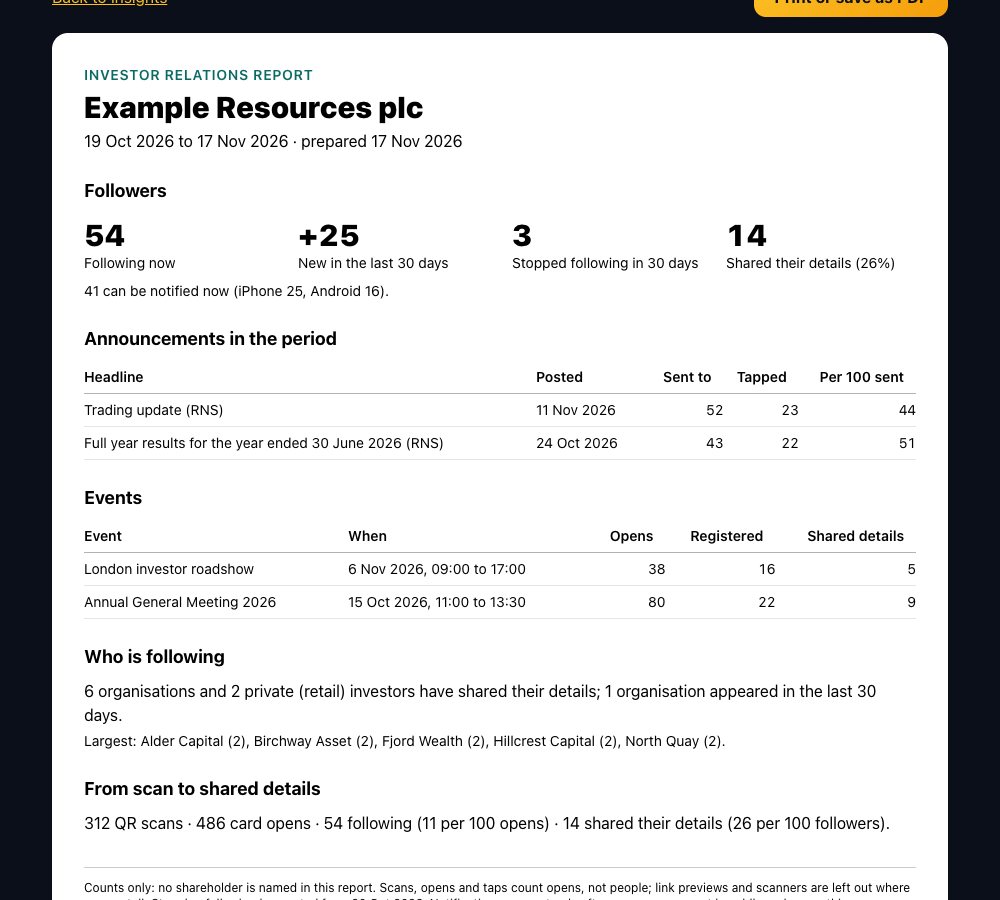 Back to insights
Print or save as PDF
INVESTOR RELATIONS REPORT
Example Resources plc
19 Oct 2026 to 17 Nov 2026 · prepared 17 Nov 2026
Followers
54 +25 3 14
Following now New in the last 30 days Stopped following in 30 days Shared their details (26%)
41 can be notified now (iPhone 25, Android 16).
Announcements in the period
Headline Posted Sent to Tapped Per 100 sent
Trading update (RNS) 11 Nov 2026 52 23 44
Full year results for the year ended 30 June 2026 (RNS) 24 Oct 2026 43 22 51
Events
Event When Opens Registered Shared details
London investor roadshow 6 Nov 2026, 09:00 to 17:00 38 16 5
Annual General Meeting 2026 15 Oct 2026, 11:00 to 13:30 80 22 9
Who is following
6 organisations and 2 private (retail) investors have shared their details; 1 organisation appeared in the last 30
days.
Largest: Alder Capital (2), Birchway Asset (2), Fjord Wealth (2), Hillcrest Capital (2), North Quay (2).
From scan to shared details
312 QR scans · 486 card opens · 54 following (11 per 100 opens) · 14 shared their details (26 per 100 followers).
Counts only: no shareholder is named in this report. Scans, opens and taps count opens, not people; link previews and scanners are left out where